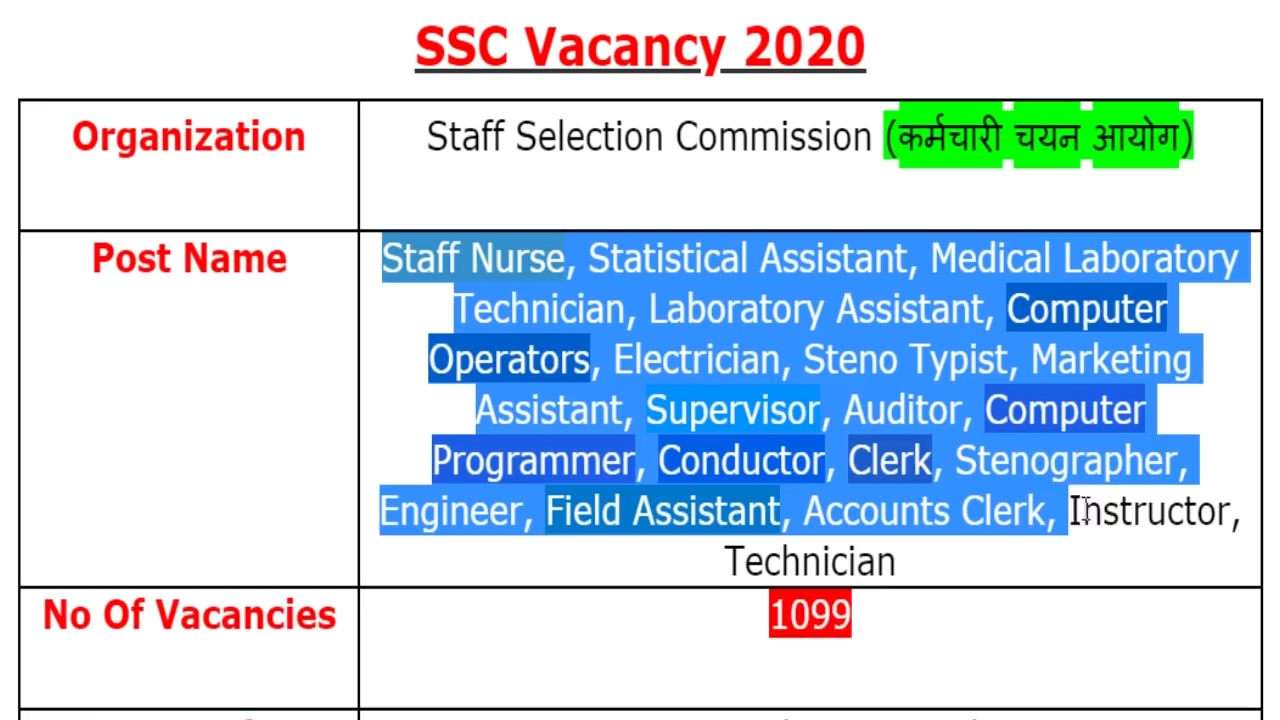 SSC Vacancy 2020
Organization
Staff Selection Commission (कर्मचारी चयन आयोग)
Post Name
Staff Nurse, Statistical Assistant, Medical Laboratory
Technician, Laboratory Assistant, Computer
Operators, Electrician, Steno Typist, Marketing
Assistant, Supervisor, Auditor, Computer
Programmer, Conductor, Clerk, Stenographer,
Engineer, Field Assistant, Accounts Clerk, Instructor,
Technician
No Of Vacancies
1099